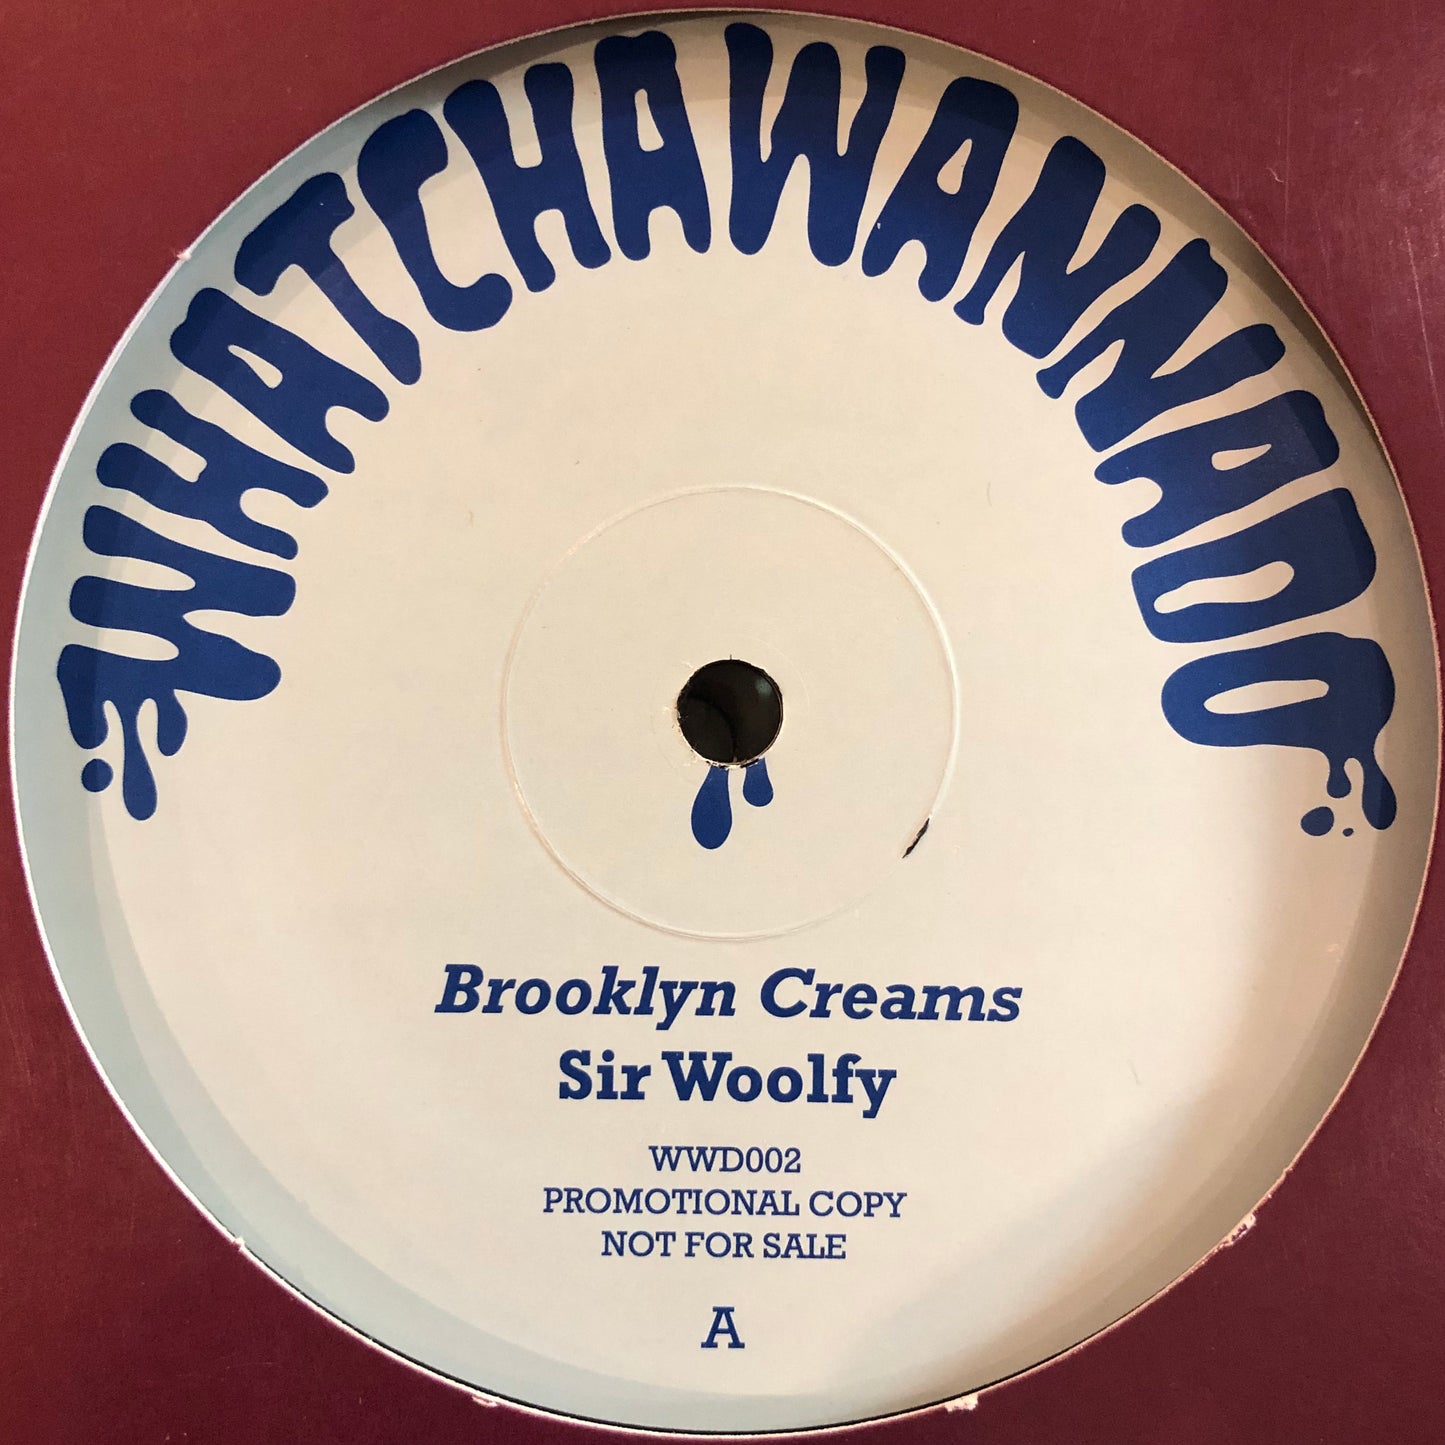 WHATCHAWANNADO
Brooklyn Creams
Sir Woolfy
WWD002
PROMOTIONAL COPY
NOT FOR SALE
A